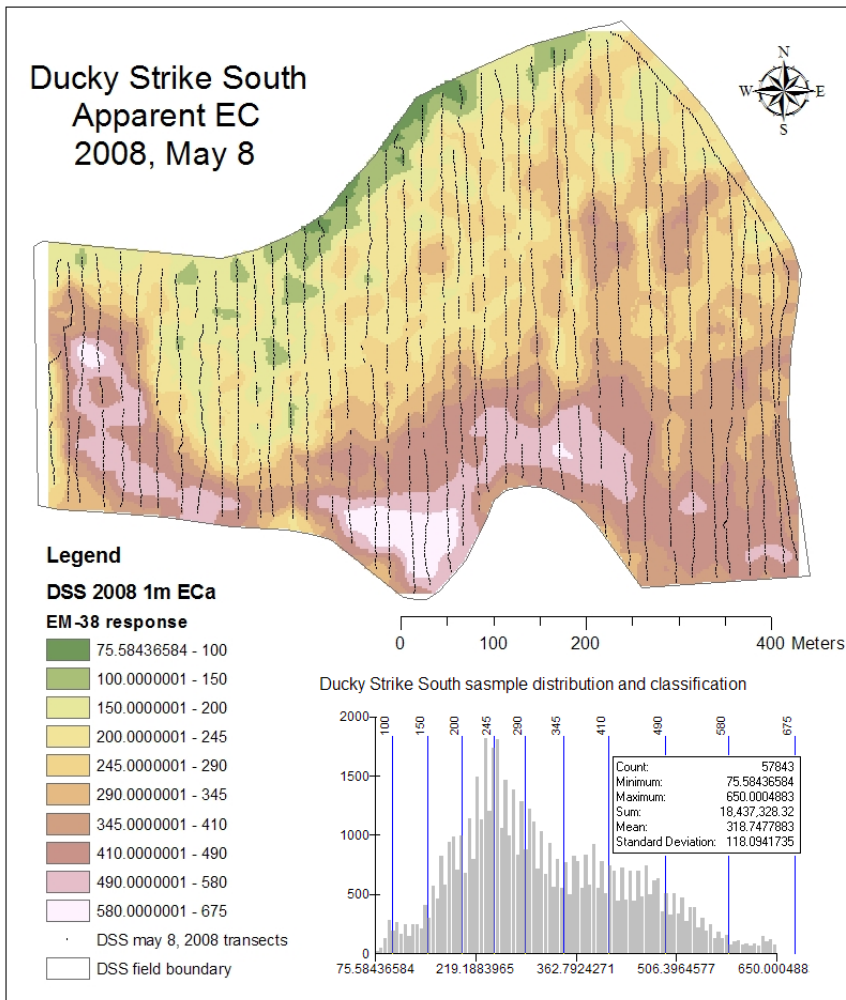 Ducky Strike South
Apparent EC
2008, May 8
N
W E
S
Legend
DSS 2008 1m ECa
EM-38 response
75.58436584 - 100
100.0000001 - 150
150.0000001 - 200
200.0000001 - 245
245.0000001 - 290
290.0000001 - 345
345.0000001 - 410
410.0000001 - 490
490.0000001 - 580
580.0000001 - 675
DSS may 8, 2008 transects
DSS field boundary
0 100 200 400 Meters
Ducky Strike South sasmple distribution and classification
2000
1500
1000
500
0
100 150 200 245 290 345 410 490 580 675
Count: 57843
Minimum: 75.58436584
Maximum: 650.0004883
Sum: 18,437,328.32
Mean: 318.7477883
Standard Deviation: 118.0941735
75.58436584 219.1883965 362.7924271 506.3964577 650.000488